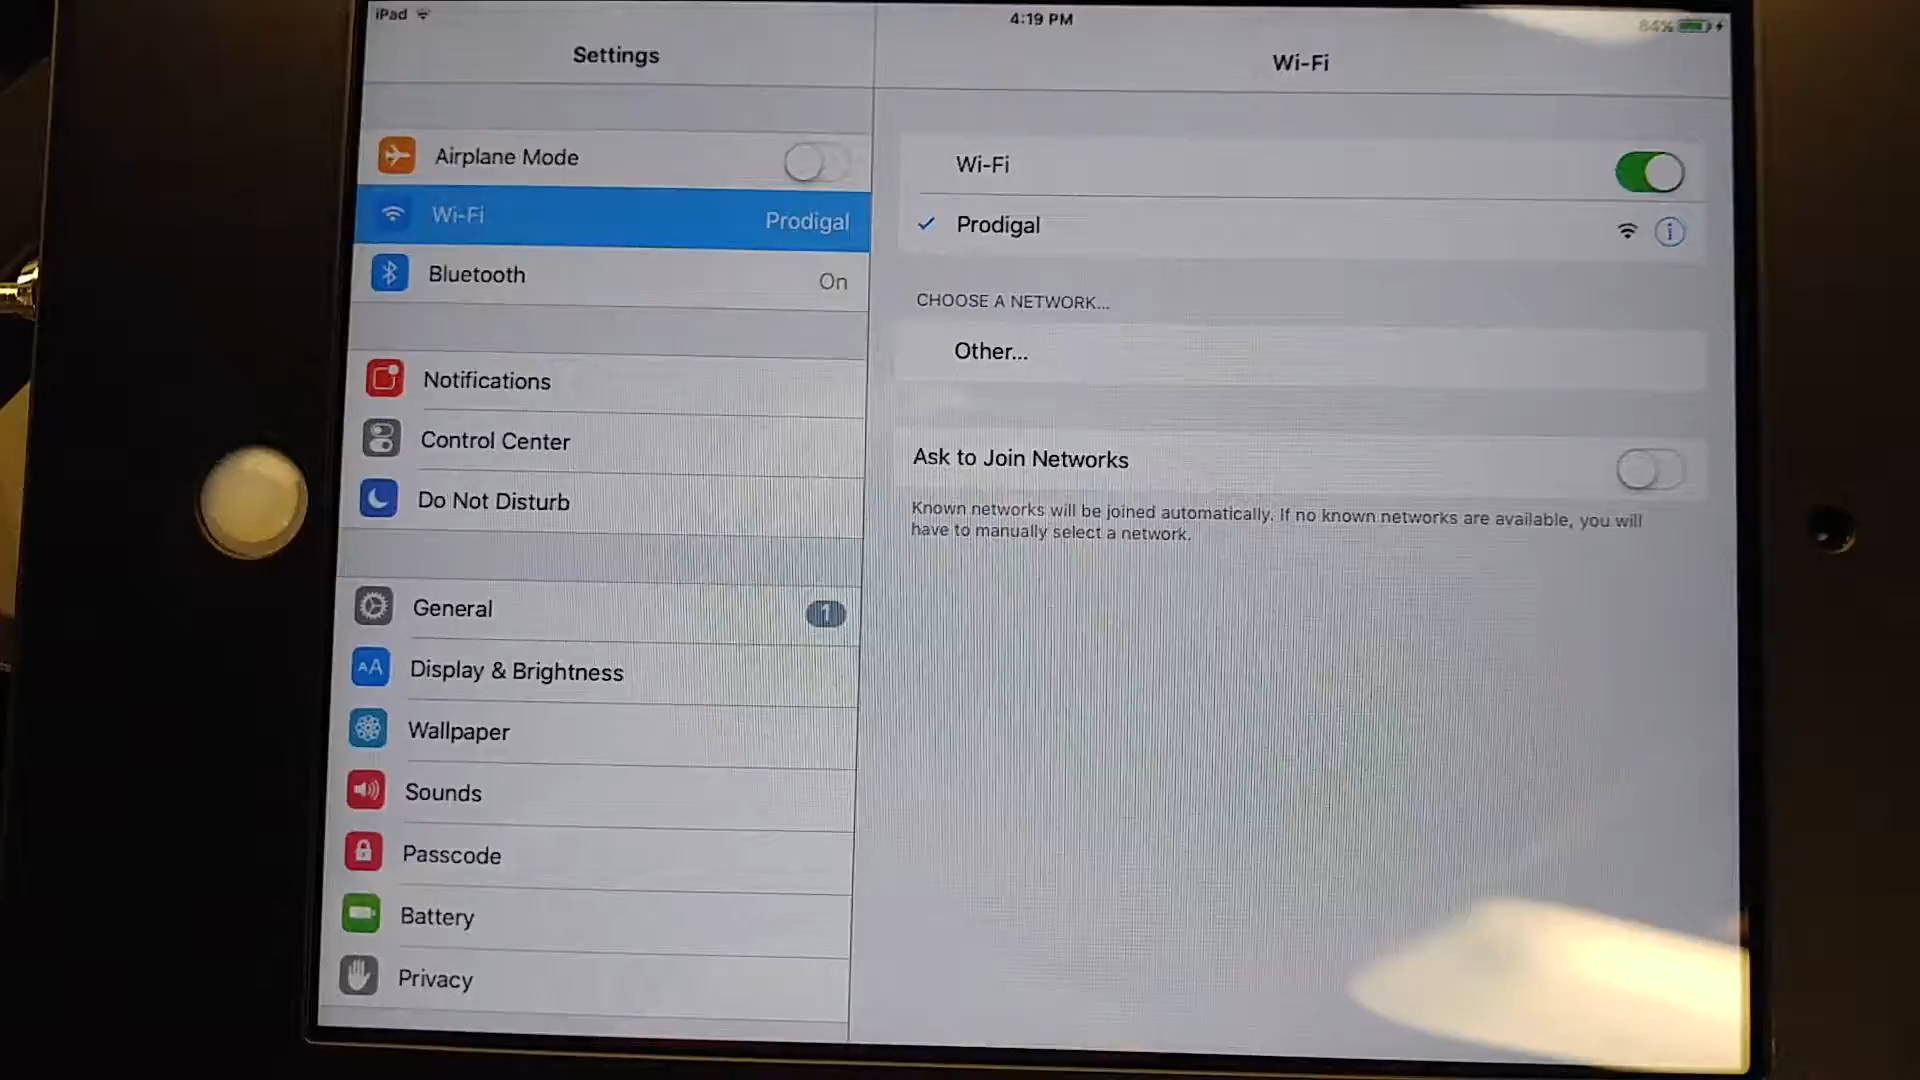 iPad
4:19 PM
84%
Settings
Wi-Fi
Airplane Mode
Wi-Fi
Prodigal
Bluetooth
On
Notifications
Control Center
Do Not Disturb
General
1
AA
Display & Brightness
Wallpaper
Sounds
Passcode
Battery
Privacy
Wi-Fi
Prodigal
CHOOSE A NETWORK...
Other...
Ask to Join Networks
Known networks will be joined automatically. If no known networks are available, you will
have to manually select a network.